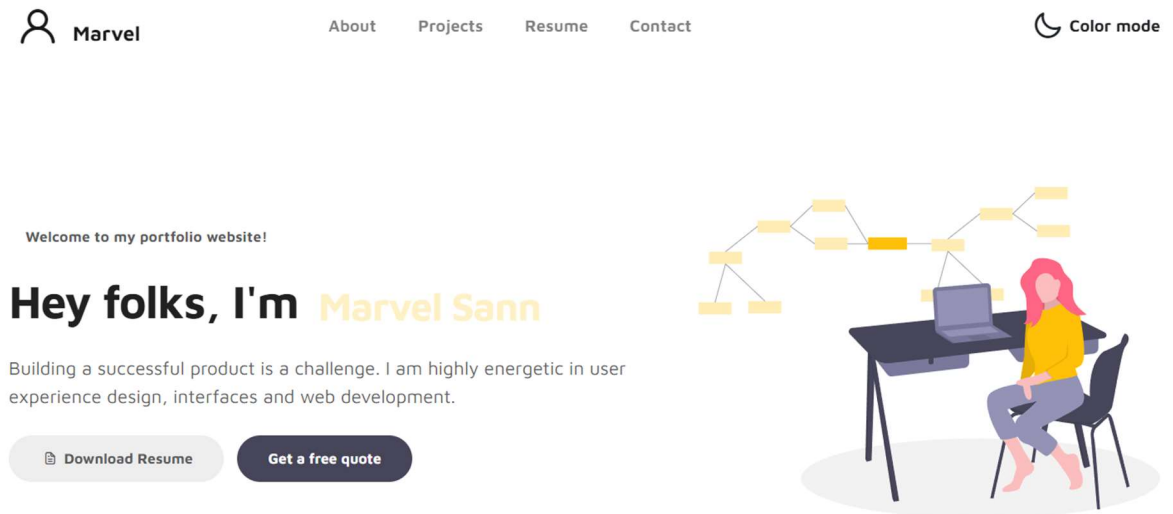 Marvel
About Projects Resume Contact
Color mode
Welcome to my portfolio website!
Hey folks, I'm Marvel Sann
Building a successful product is a challenge. I am highly energetic in user
experience design, interfaces and web development.
Download Resume
Get a free quote